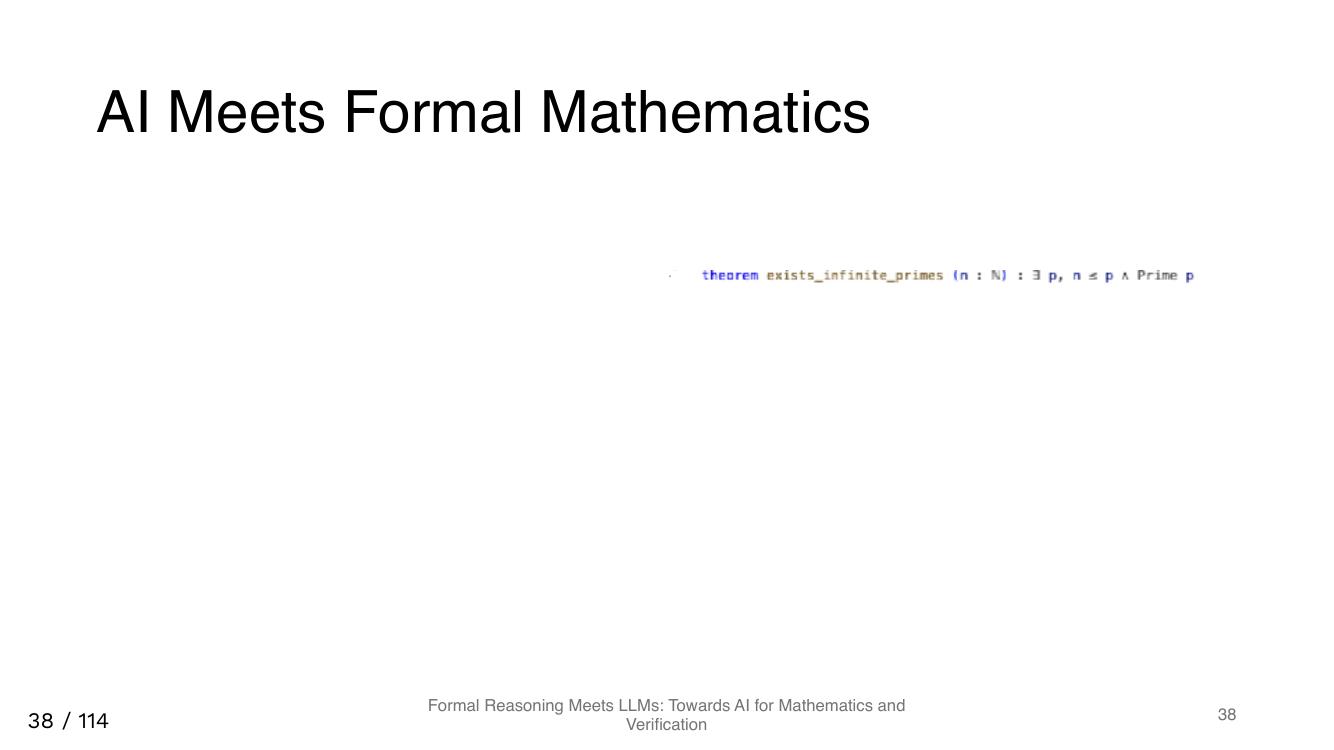 AI Meets Formal Mathematics
theorem exists_infinite_primes (n : ℕ) : ∃ p, n ≤ p ∧ Prime p
Formal Reasoning Meets LLMs: Towards AI for Mathematics and
Verification
38 / 114
38